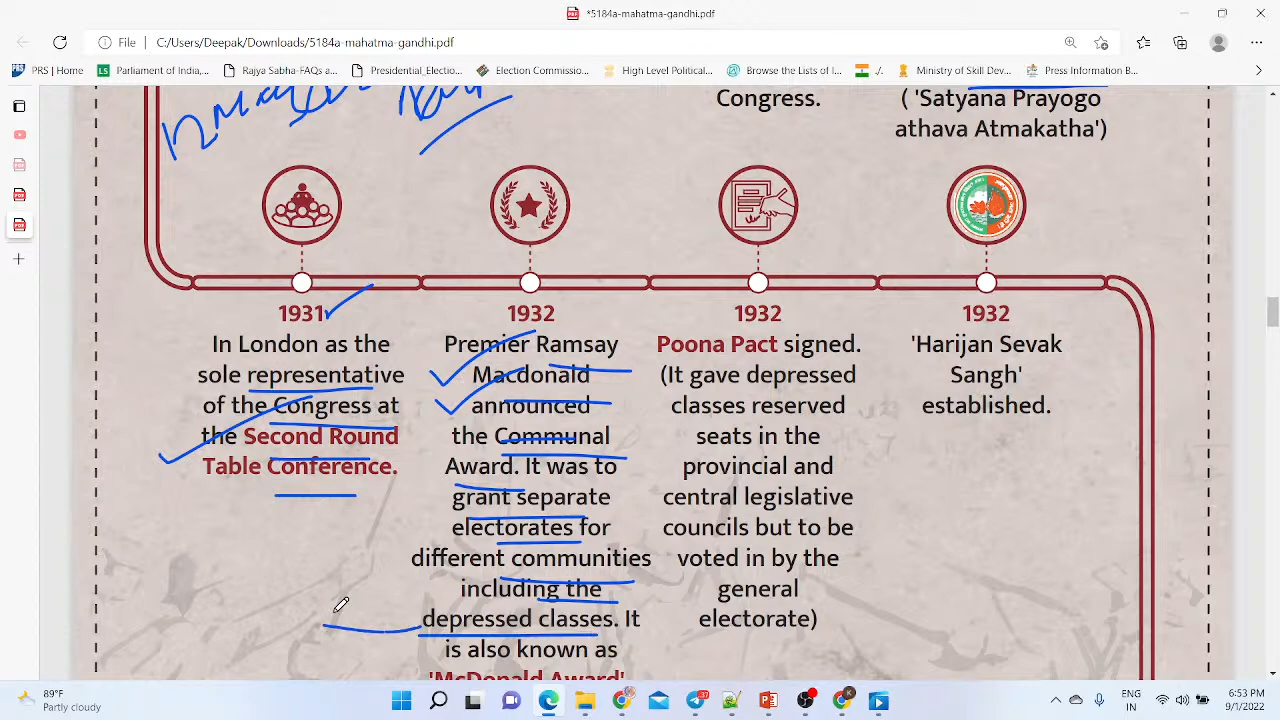 *5184a-mahatma-gandhi.pdf
File | C:/Users/Deepak/Downloads/5184a-mahatma-gandhi.pdf
PRS | Home
Parliament of India,...
Rajya Sabha-FAQs ...
Presidential_Electio...
Election Commissio...
High Level Political...
Browse the Lists of I...
Ministry of Skill Dev...
Press Information B...
Congress.
( 'Satyana Prayogo
athava Atmakatha')
1931
In London as the
sole representative
of the Congress at
the Second Round
Table Conference.
1932
Premier Ramsay
Macdonald
announced
the Communal
Award. It was to
grant separate
electorates for
different communities
including the
depressed classes. It
is also known as
'McDonald Award'
1932
Poona Pact signed.
(It gave depressed
classes reserved
seats in the
provincial and
central legislative
councils but to be
voted in by the
general
electorate)
1932
'Harijan Sevak
Sangh'
established.
89°F
Partly cloudy
37
K
ENG
IN
6:53 PM
9/1/2022